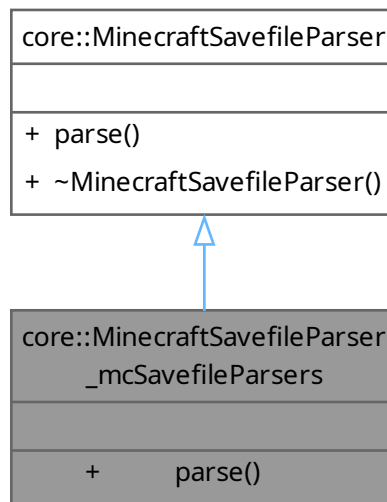 core::MinecraftSavefileParser
+ parse()
+ ~MinecraftSavefileParser()
core::MinecraftSavefileParser
_mcSavefileParsers
+ parse()